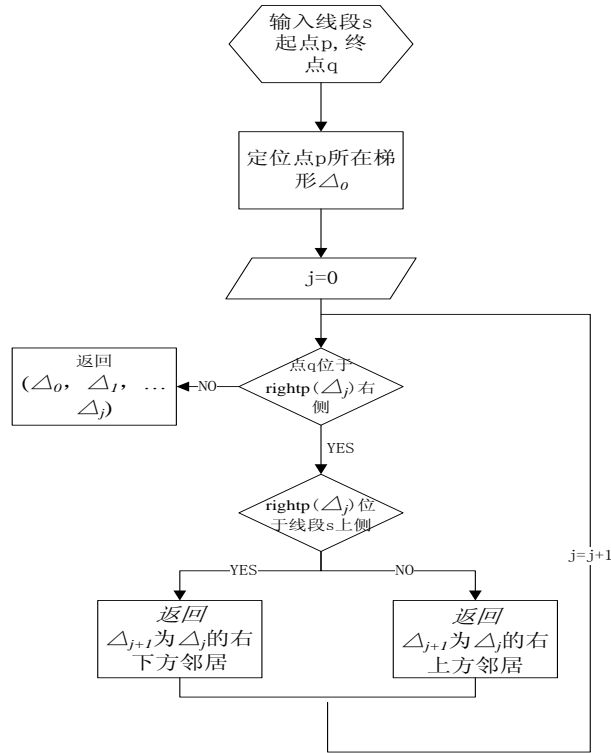 输入线段s
起点p,终
点q
定位点p所在梯
形△₀
j=0
点q位于
rightp(△ⱼ)右
侧
NO
返回
(△₀, △₁, …
△ⱼ)
YES
rightp(△ⱼ)位
于线段s上侧
YES
NO
j=j+1
返回
△ⱼ₊₁为△ⱼ的右
下方邻居
返回
△ⱼ₊₁为△ⱼ的右
上方邻居